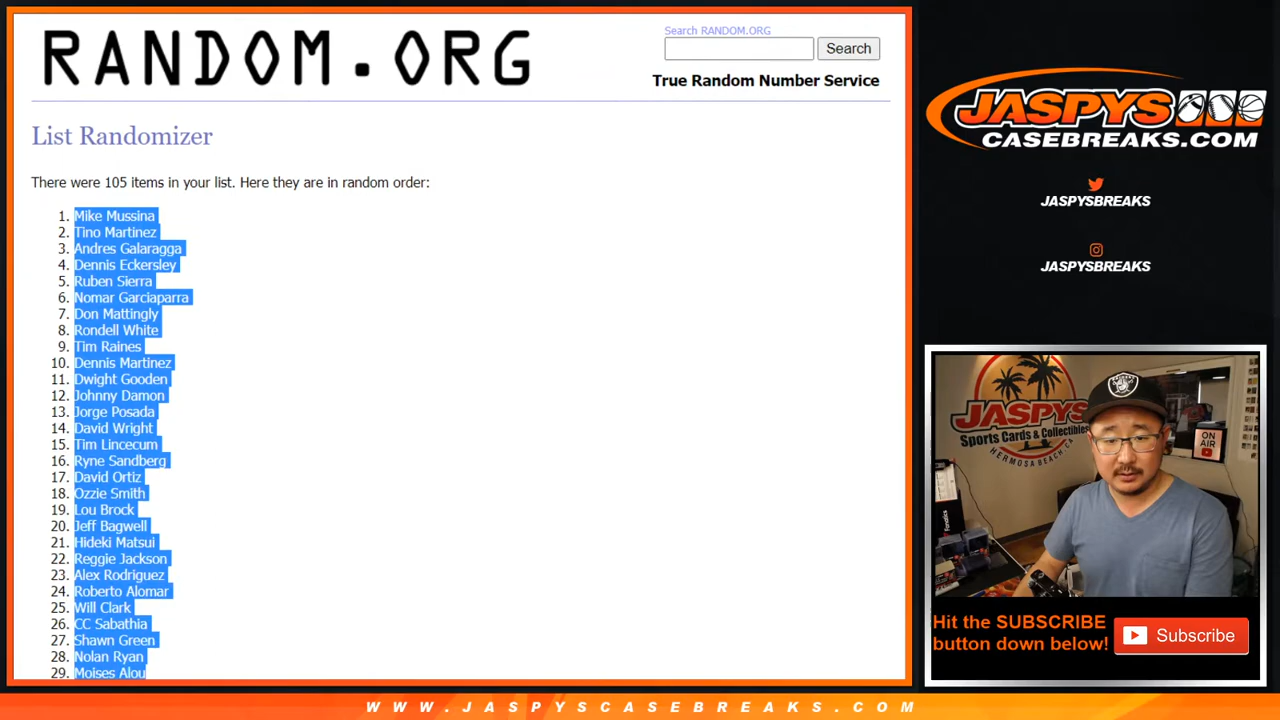 RANDOM.ORG
Search RANDOM.ORG
Search
True Random Number Service
List Randomizer
There were 105 items in your list. Here they are in random order:
1. Mike Mussina
2. Tino Martinez
3. Andres Galaragga
4. Dennis Eckersley
5. Ruben Sierra
6. Nomar Garciaparra
7. Don Mattingly
8. Rondell White
9. Tim Raines
10. Dennis Martinez
11. Dwight Gooden
12. Johnny Damon
13. Jorge Posada
14. David Wright
15. Tim Lincecum
16. Ryne Sandberg
17. David Ortiz
18. Ozzie Smith
19. Lou Brock
20. Jeff Bagwell
21. Hideki Matsui
22. Reggie Jackson
23. Alex Rodriguez
24. Roberto Alomar
25. Will Clark
26. CC Sabathia
27. Shawn Green
28. Nolan Ryan
29. Moises Alou
JASPYS
CASEBREAKS.COM
JASPYSBREAKS
JASPYSBREAKS
JASPYS
Sports Cards & Collectibles
HERMOSA BEACH, CA
ON
AIR
Fanatics
RAIDERS
Hit the SUBSCRIBE
button down below!
Subscribe
WWW.JASPYSCASEBREAKS.COM